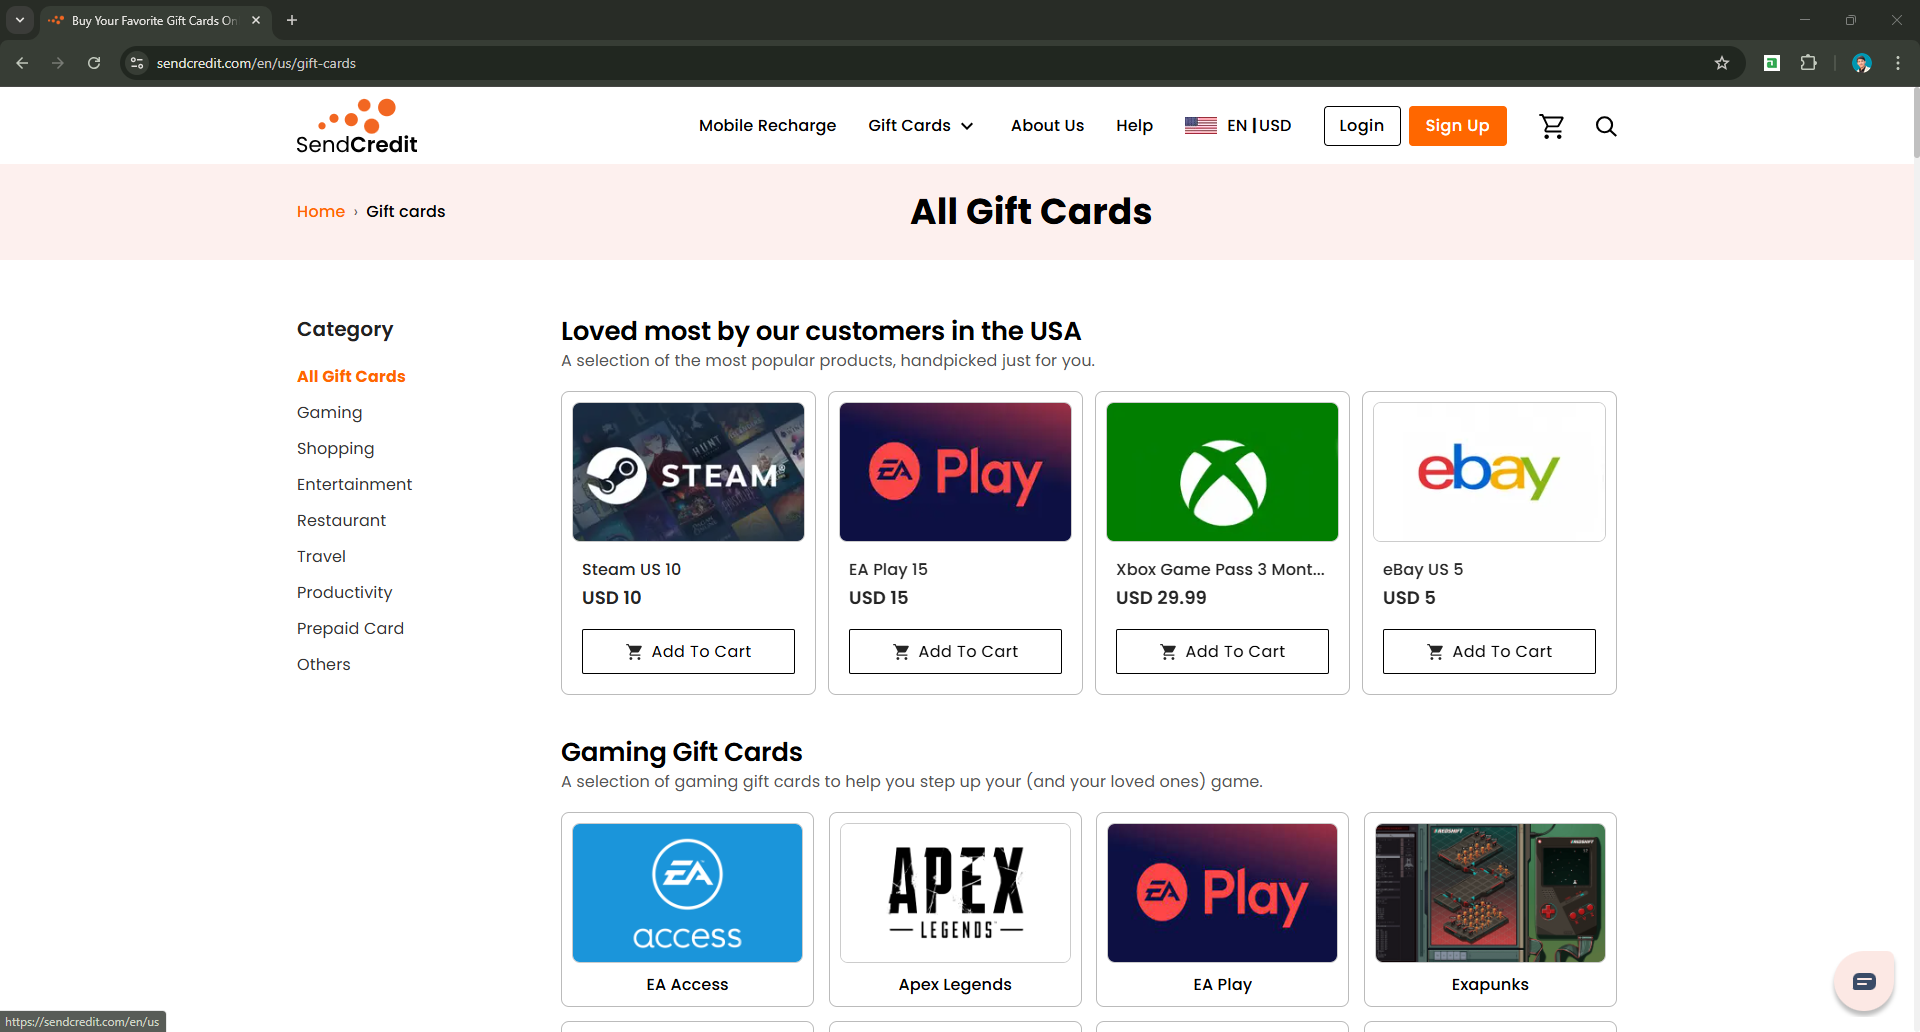 Buy Your Favorite Gift Cards On
sendcredit.com/en/us/gift-cards
SendCredit
Mobile Recharge
Gift Cards
About Us
Help
EN | USD
Login
Sign Up
Home › Gift cards
All Gift Cards
Category
All Gift Cards
Gaming
Shopping
Entertainment
Restaurant
Travel
Productivity
Prepaid Card
Others
Loved most by our customers in the USA
A selection of the most popular products, handpicked just for you.
STEAM®
Steam US 10
USD 10
Add To Cart
EA Play
EA Play 15
USD 15
Add To Cart
Xbox Game Pass 3 Mont...
USD 29.99
Add To Cart
ebay
eBay US 5
USD 5
Add To Cart
Gaming Gift Cards
A selection of gaming gift cards to help you step up your (and your loved ones) game.
EA
access
EA Access
APEX
LEGENDS™
Apex Legends
EA Play
EA Play
REDSHIFT
Exapunks
https://sendcredit.com/en/us